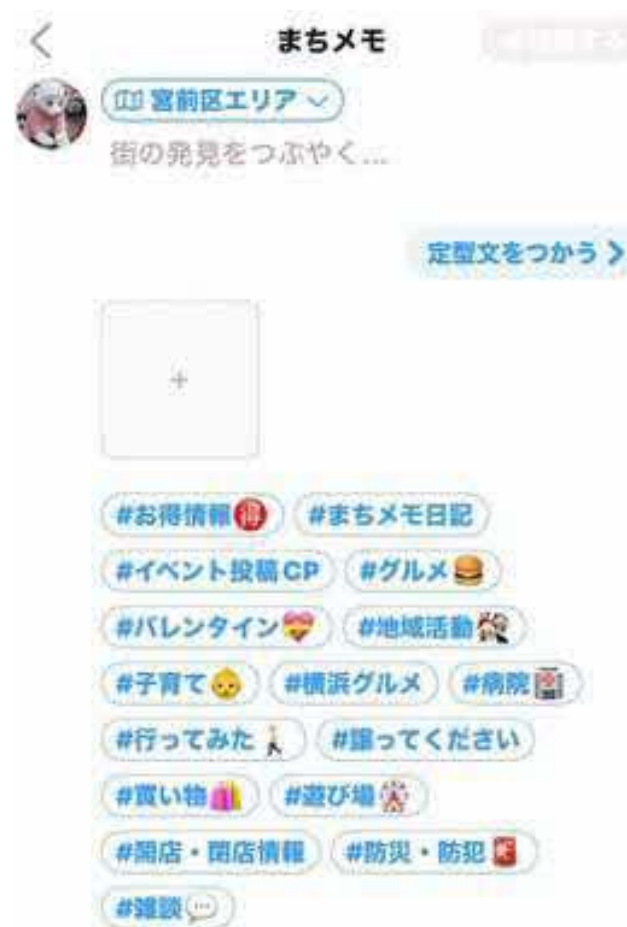 まちメモ
宮前区エリア
街の発見をつぶやく...
定型文をつかう
+
#お得情報🉐 #まちメモ日記
#イベント投稿CP #グルメ🍔
#バレンタイン💝 #地域活動
#子育て👶 #横浜グルメ #病院🏥
#行ってみた #譲ってください
#買い物🛍️ #遊び場🎡
#開店・閉店情報 #防災・防犯🚨
#雑談💬